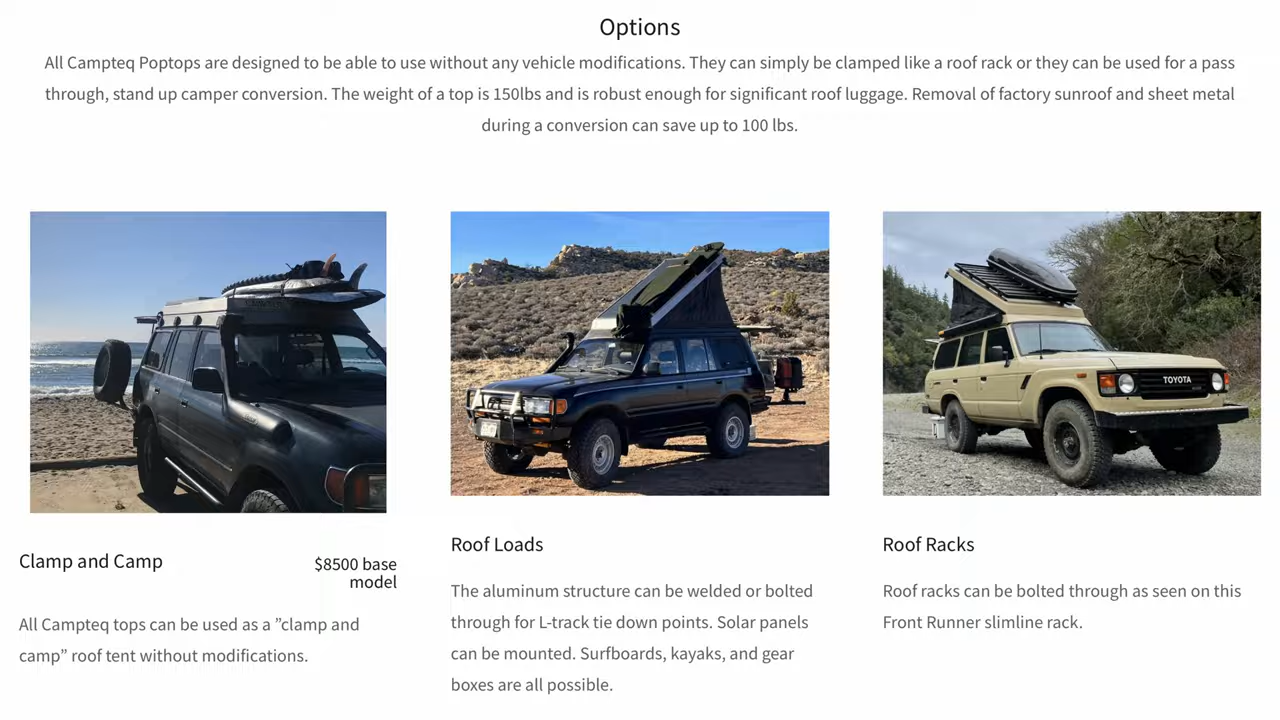 Options
All Campteq Poptops are designed to be able to use without any vehicle modifications. They can simply be clamped like a roof rack or they can be used for a pass
through, stand up camper conversion. The weight of a top is 150lbs and is robust enough for significant roof luggage. Removal of factory sunroof and sheet metal
during a conversion can save up to 100 lbs.
TOYOTA
Clamp and Camp
$8500 base
model
All Campteq tops can be used as a ”clamp and
camp” roof tent without modifications.
Roof Loads
The aluminum structure can be welded or bolted
through for L-track tie down points. Solar panels
can be mounted. Surfboards, kayaks, and gear
boxes are all possible.
Roof Racks
Roof racks can be bolted through as seen on this
Front Runner slimline rack.